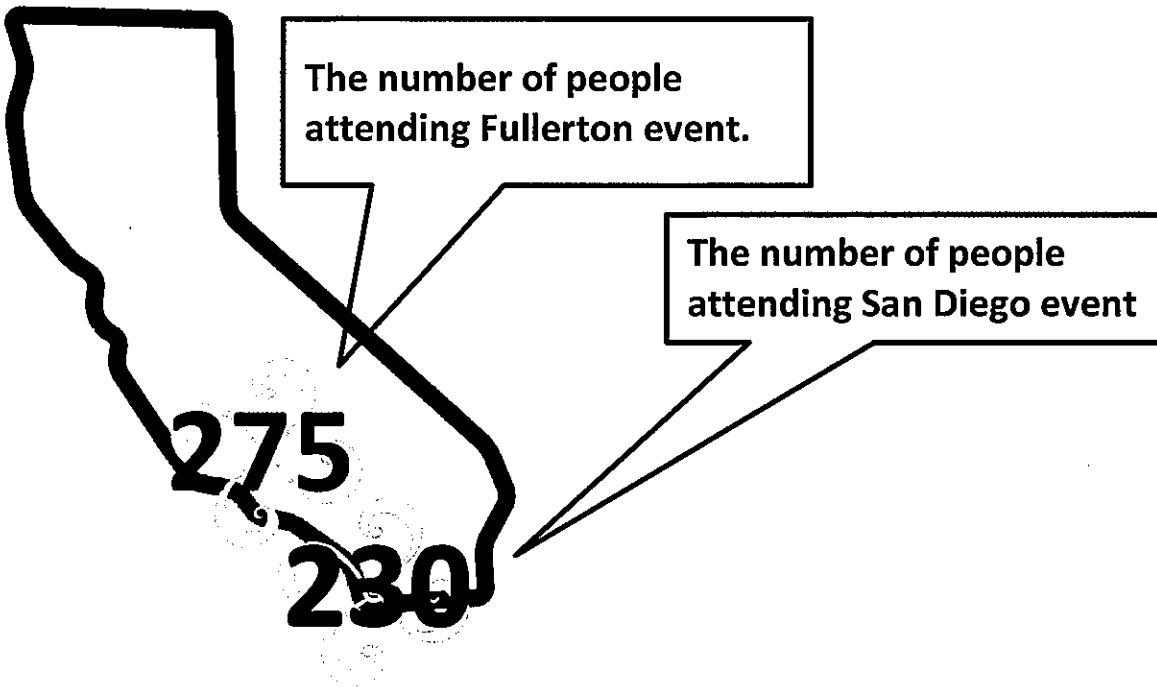 The number of people
attending Fullerton event.
The number of people
attending San Diego event
275
230